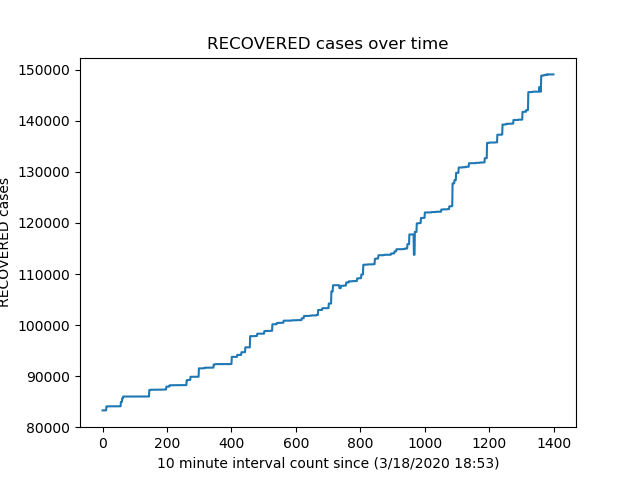 RECOVERED cases over time
150000
140000
130000
120000
110000
100000
90000
80000
RECOVERED cases
0 200 400 600 800 1000 1200 1400
10 minute interval count since (3/18/2020 18:53)